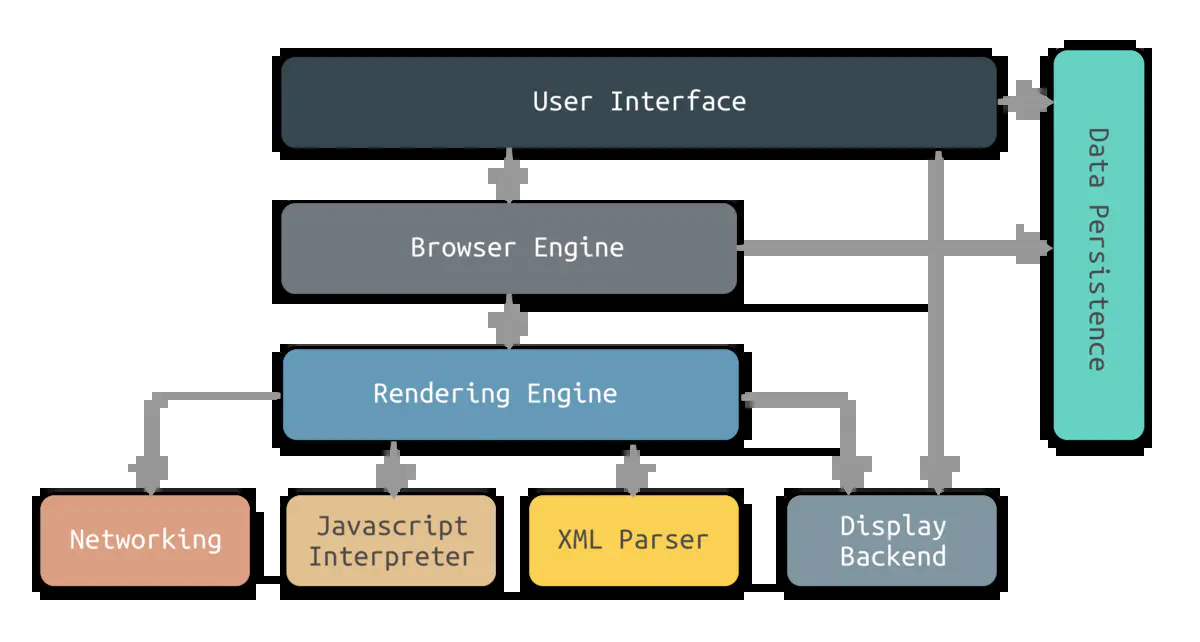 User Interface
Data Persistence
Browser Engine
Rendering Engine
Networking
Javascript
Interpreter
XML Parser
Display
Backend